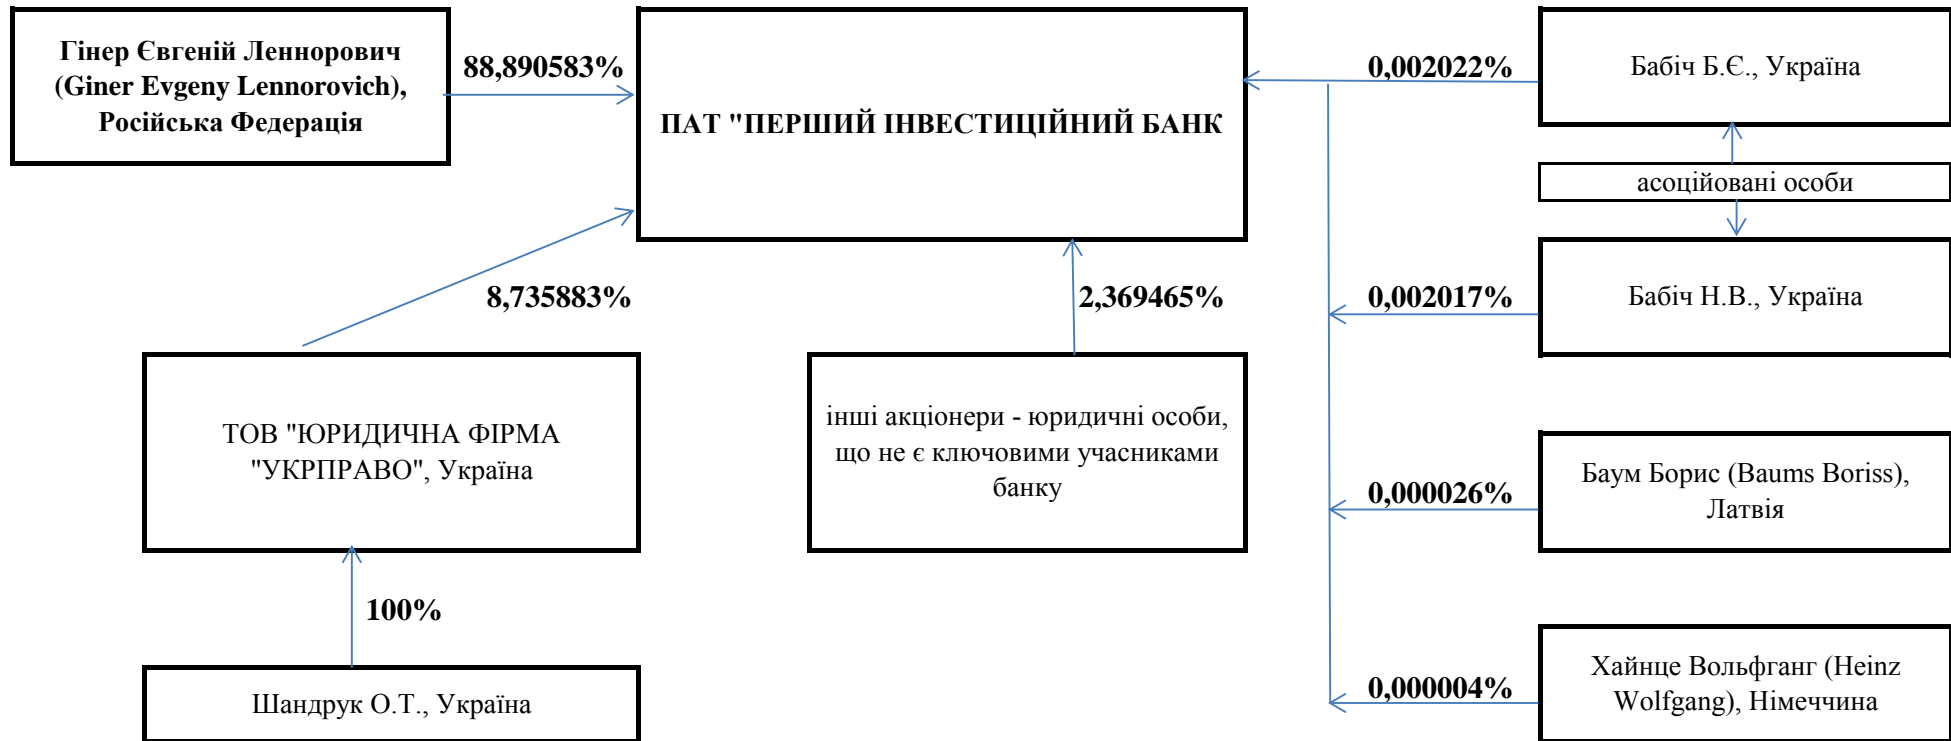 Гінер Євгеній Леннорович
(Giner Evgeny Lennorovich),
Російська Федерація
88,890583%
ПАТ "ПЕРШИЙ ІНВЕСТИЦІЙНИЙ БАНК
0,002022%
Бабіч Б.Є., Україна
асоційовані особи
8,735883%
2,369465%
0,002017%
Бабіч Н.В., Україна
ТОВ "ЮРИДИЧНА ФІРМА
"УКРПРАВО", Україна
інші акціонери - юридичні особи,
що не є ключовими учасниками
банку
0,000026%
Баум Борис (Baums Boriss),
Латвія
100%
Шандрук О.Т., Україна
0,000004%
Хайнце Вольфганг (Heinz
Wolfgang), Німеччина